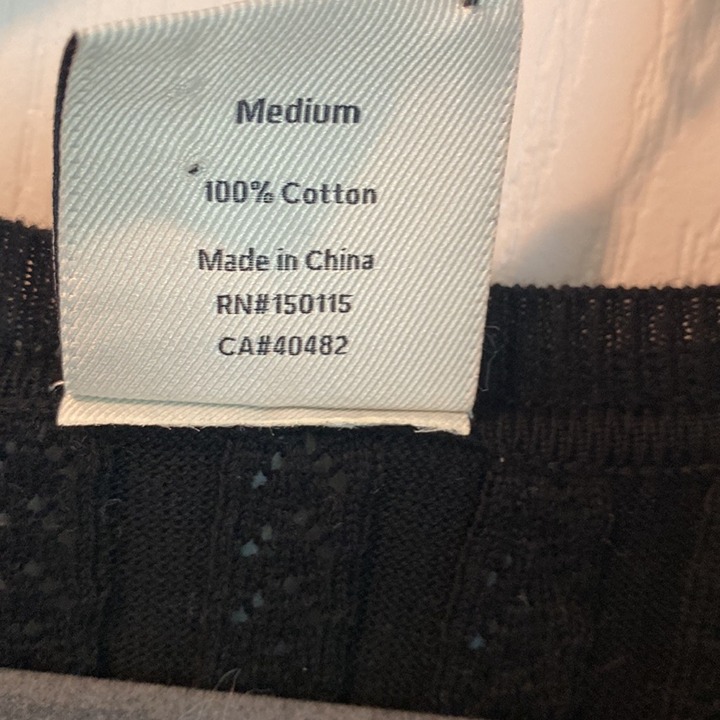 Medium
100% Cotton
Made in China
RN#150115
CA#40482